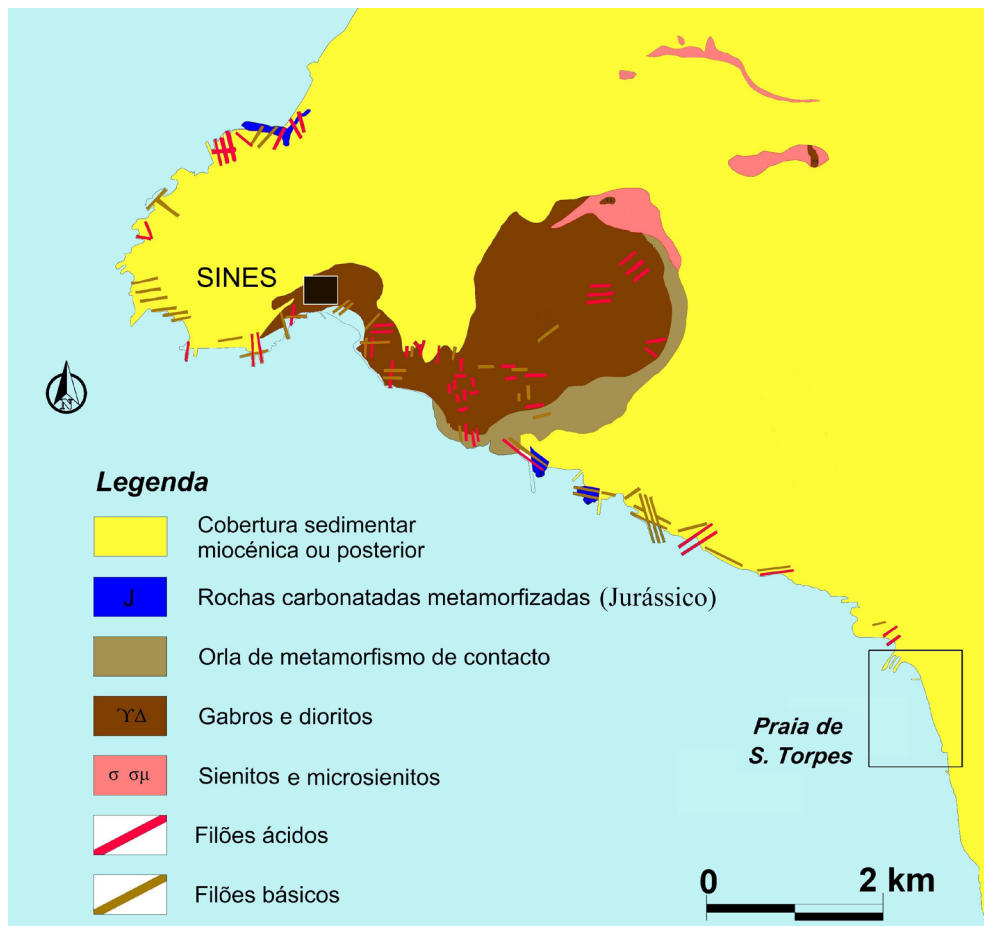 SINES
N
Legenda
Cobertura sedimentar
miocénica ou posterior
J
Rochas carbonatadas metamorfizadas (Jurássico)
Orla de metamorfismo de contacto
ϒΔ
Gabros e dioritos
σ σμ
Sienitos e microsienitos
Filões ácidos
Filões básicos
Praia de
S. Torpes
0 2 km